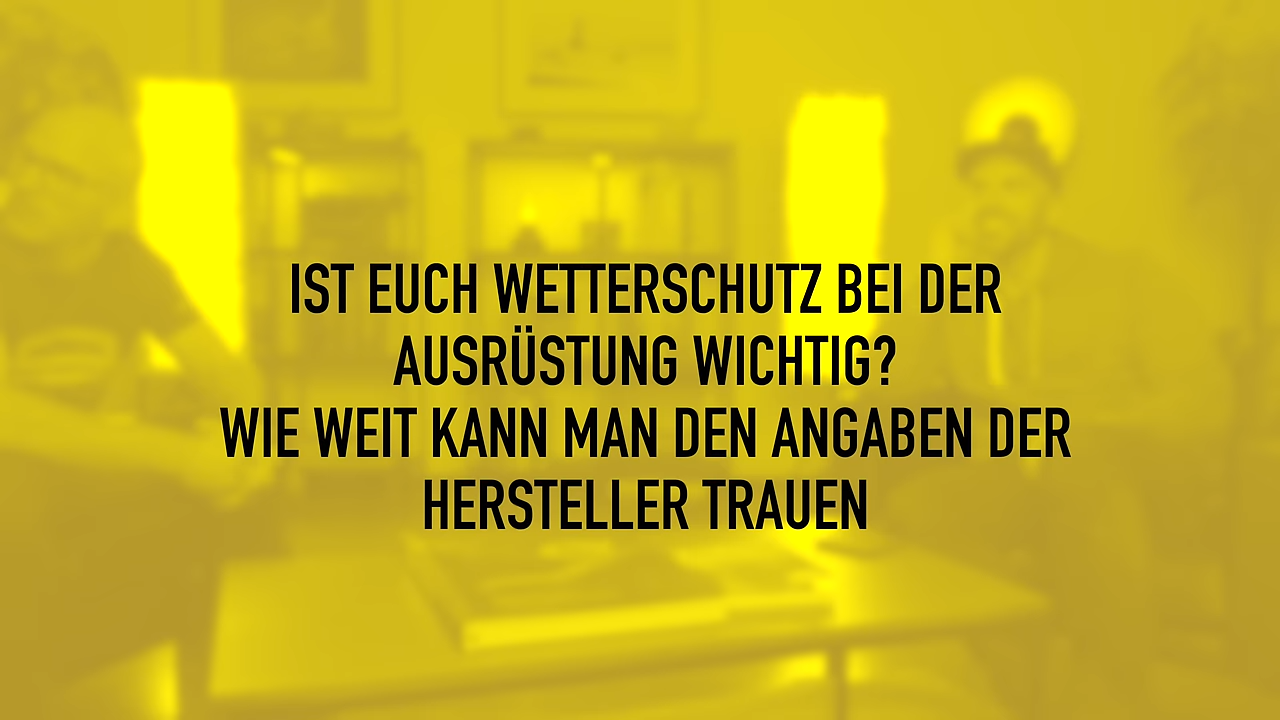 IST EUCH WETTERSCHUTZ BEI DER
AUSRÜSTUNG WICHTIG?
WIE WEIT KANN MAN DEN ANGABEN DER
HERSTELLER TRAUEN